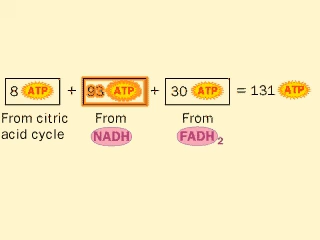 8 ATP + 93 ATP + 30 ATP = 131 ATP
From citric From From
acid cycle NADH FADH2